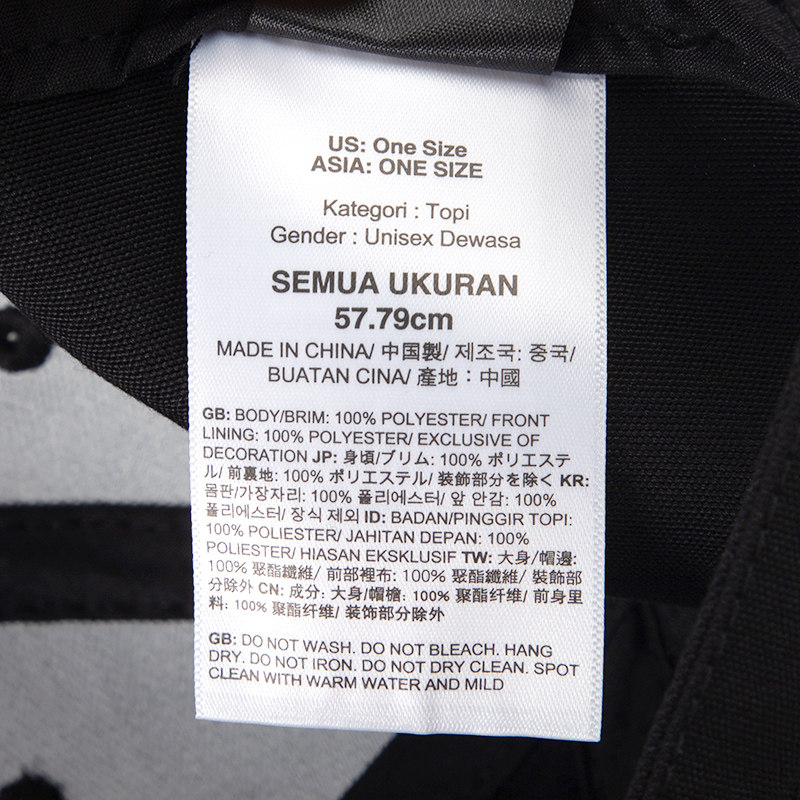 US: One Size
ASIA: ONE SIZE
Kategori : Topi
Gender : Unisex Dewasa
SEMUA UKURAN
57.79cm
MADE IN CHINA/ 中国製/ 제조국: 중국/
BUATAN CINA/ 產地：中國
GB: BODY/BRIM: 100% POLYESTER/ FRONT
LINING: 100% POLYESTER/ EXCLUSIVE OF
DECORATION JP: 身頃/ブリム: 100% ポリエステ
ル/ 前裏地: 100% ポリエステル/ 装飾部分を除く KR:
몸판/가장자리: 100% 폴리에스터/ 앞 안감: 100%
폴리에스터/ 장식 제외 ID: BADAN/PINGGIR TOPI:
100% POLIESTER/ JAHITAN DEPAN: 100%
POLIESTER/ HIASAN EKSKLUSIF TW: 大身/帽邊:
100% 聚酯纖維/ 前部裡布: 100% 聚酯纖維/ 裝飾部
分除外 CN: 成分: 大身/帽檐: 100% 聚酯纤维/ 前身里
料: 100% 聚酯纤维/ 装饰部分除外
GB: DO NOT WASH. DO NOT BLEACH. HANG
DRY. DO NOT IRON. DO NOT DRY CLEAN. SPOT
CLEAN WITH WARM WATER AND MILD